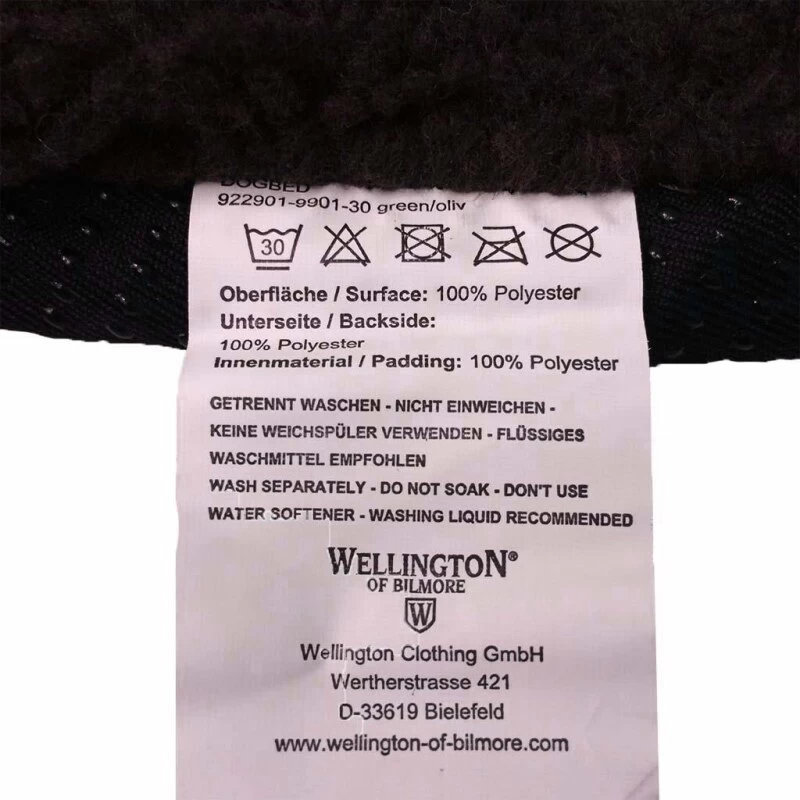 DOGBED
922901-9901-30 green/oliv
30
Oberfläche / Surface: 100% Polyester
Unterseite / Backside:
100% Polyester
Innenmaterial / Padding: 100% Polyester
GETRENNT WASCHEN - NICHT EINWEICHEN -
KEINE WEICHSPÜLER VERWENDEN - FLÜSSIGES
WASCHMITTEL EMPFOHLEN
WASH SEPARATELY - DO NOT SOAK - DON'T USE
WATER SOFTENER - WASHING LIQUID RECOMMENDED
WELLINGTON®
OF BILMORE
W
Wellington Clothing GmbH
Wertherstrasse 421
D-33619 Bielefeld
www.wellington-of-bilmore.com